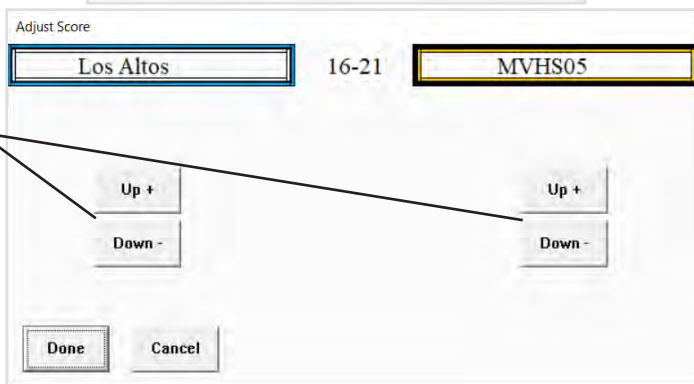 Adjust Score
Los Altos 16-21 MVHS05
Up + Up +
Down - Down -
Done Cancel